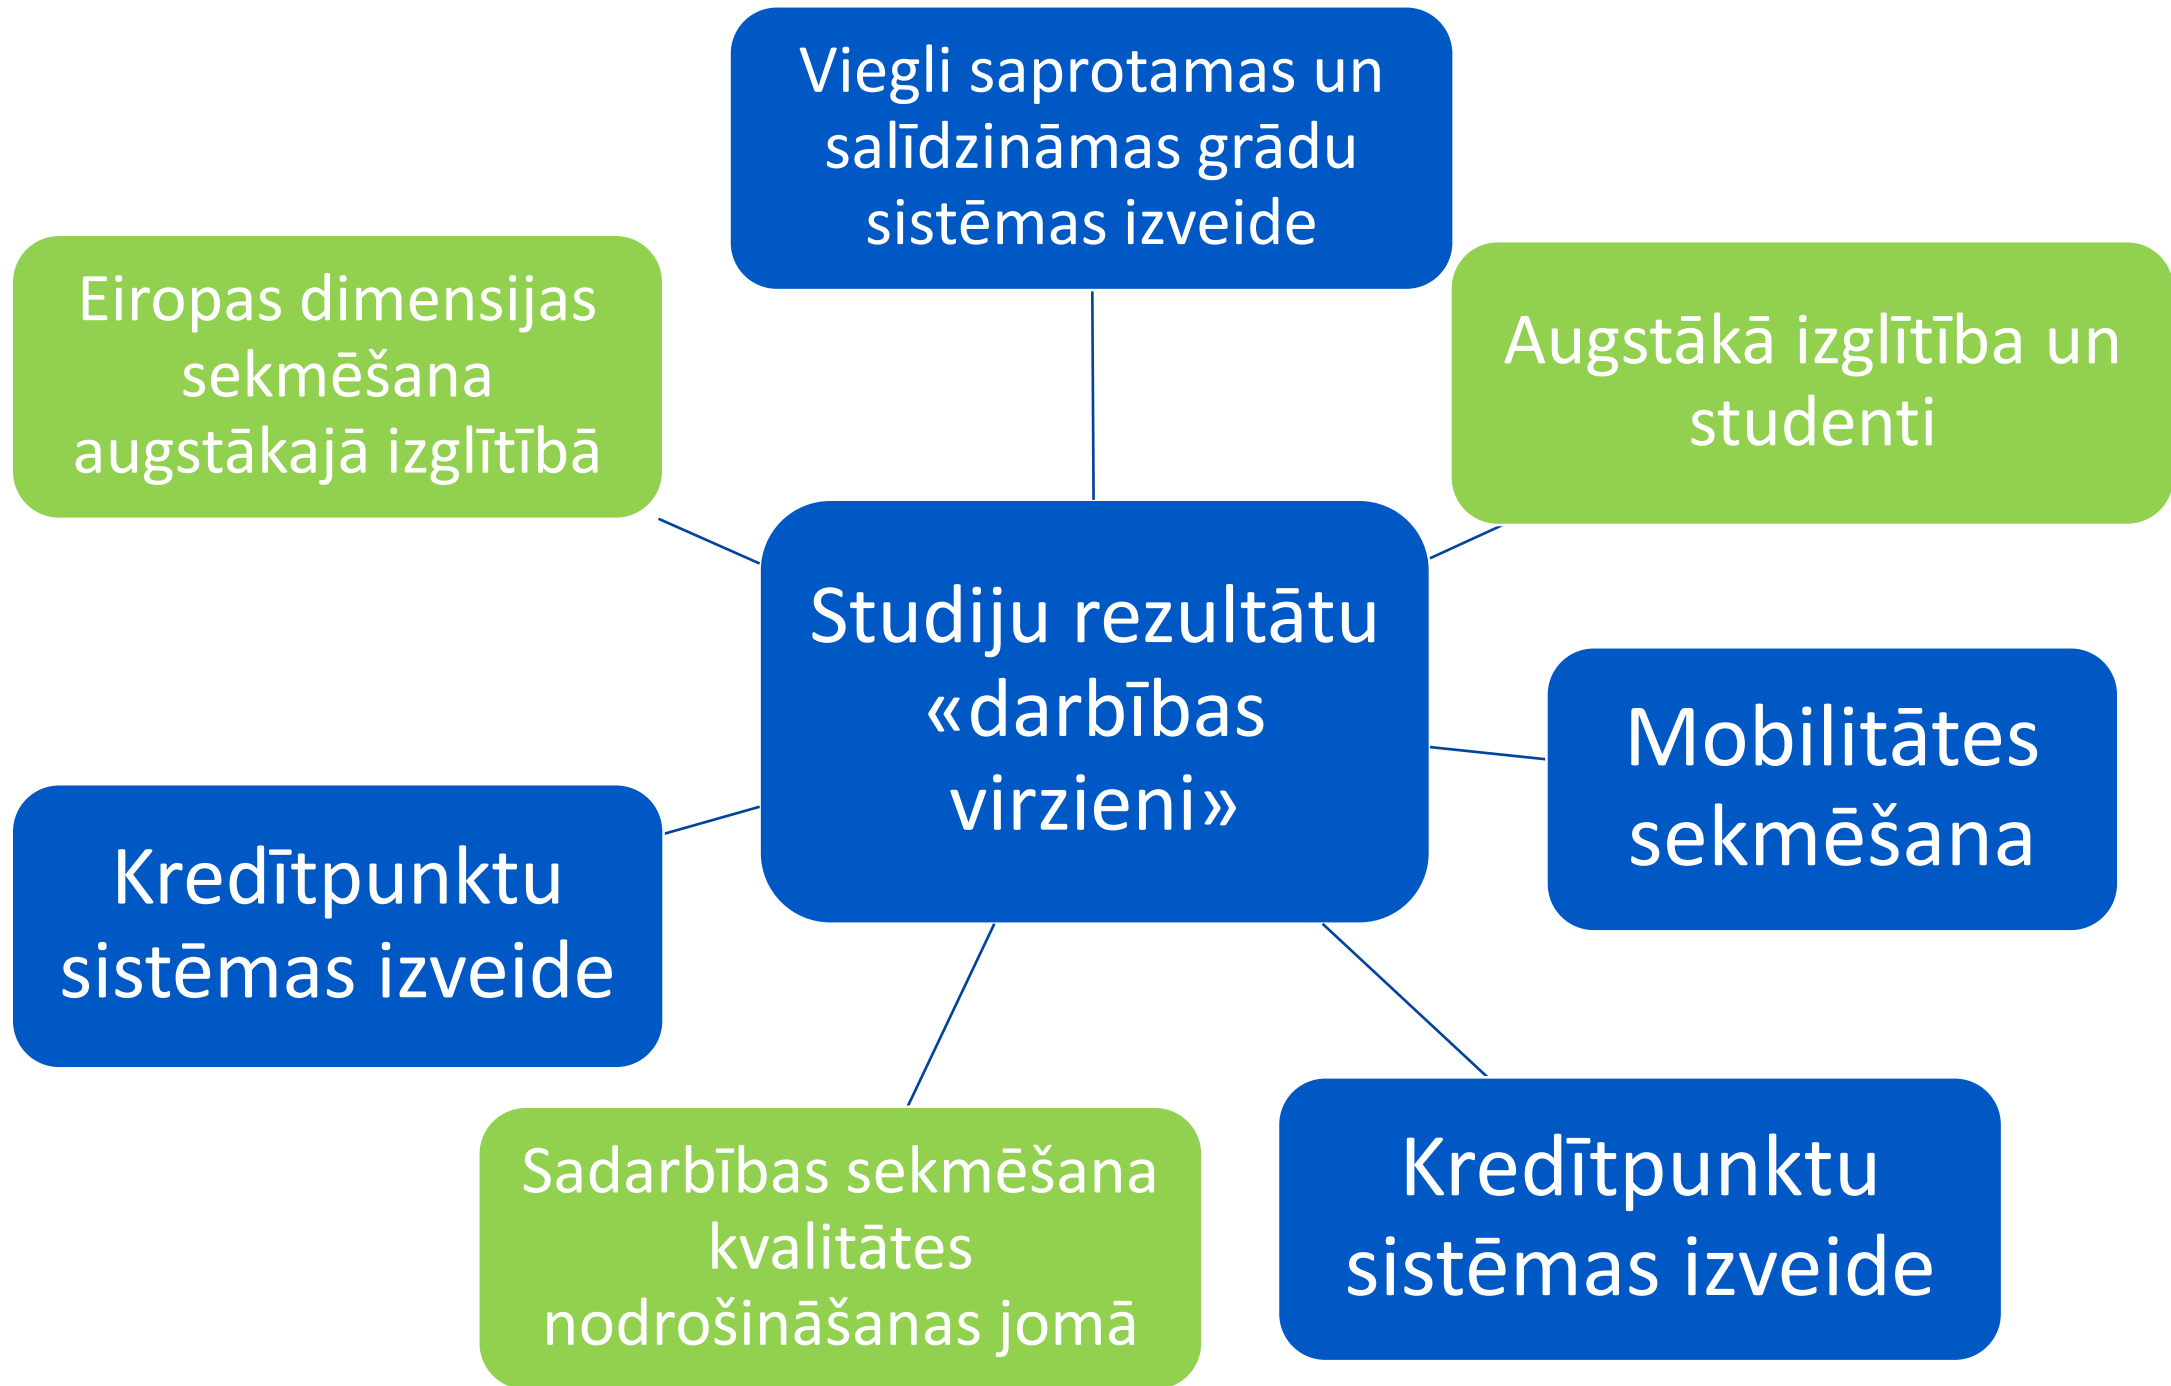 Viegli saprotamas un
salīdzināmas grādu
sistēmas izveide
Eiropas dimensijas
sekmēšana
augstākajā izglītībā
Augstākā izglītība un
studenti
Studiju rezultātu
«darbības
virzieni»
Mobilitātes
sekmēšana
Kredītpunktu
sistēmas izveide
Sadarbības sekmēšana
kvalitātes
nodrošināšanas jomā
Kredītpunktu
sistēmas izveide